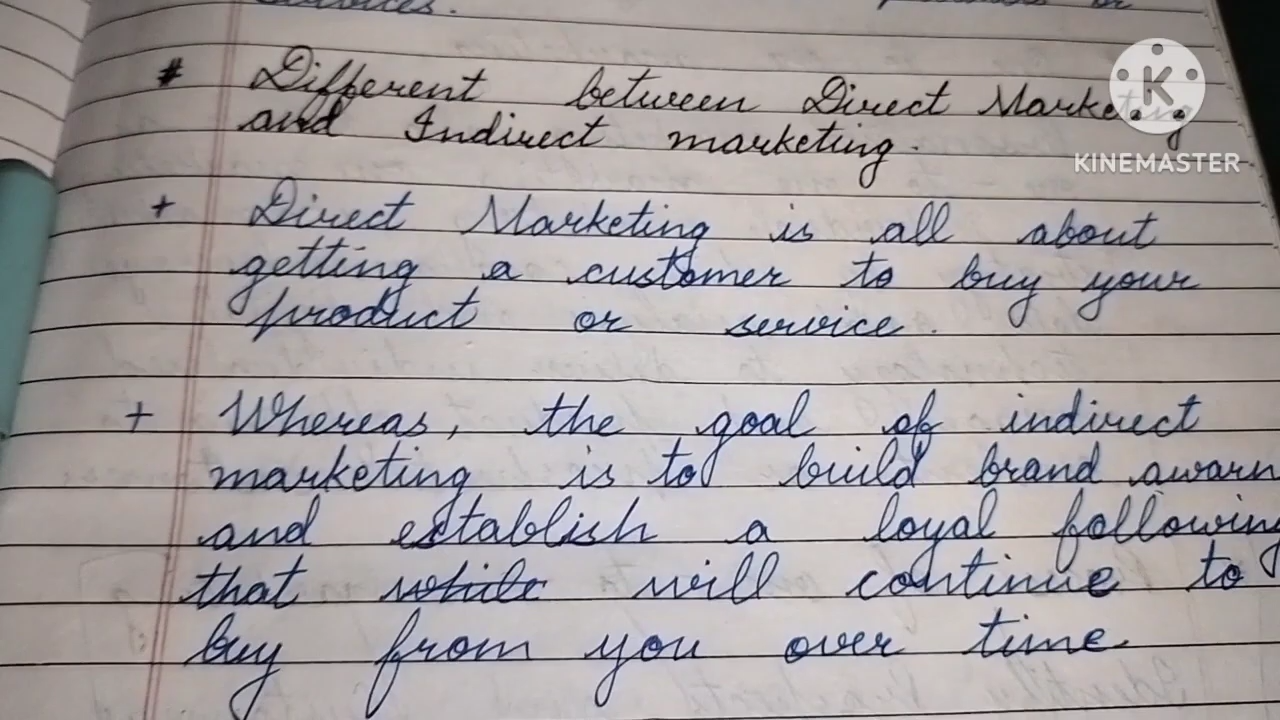 # Different between Direct Marketing
and Indirect marketing.
+ Direct Marketing is all about
getting a customer to buy your
product or service.
+ Whereas, the goal of indirect
marketing is to build brand awarn
and establish a loyal following
that while will continue to
buy from you over time
K
KINEMASTER